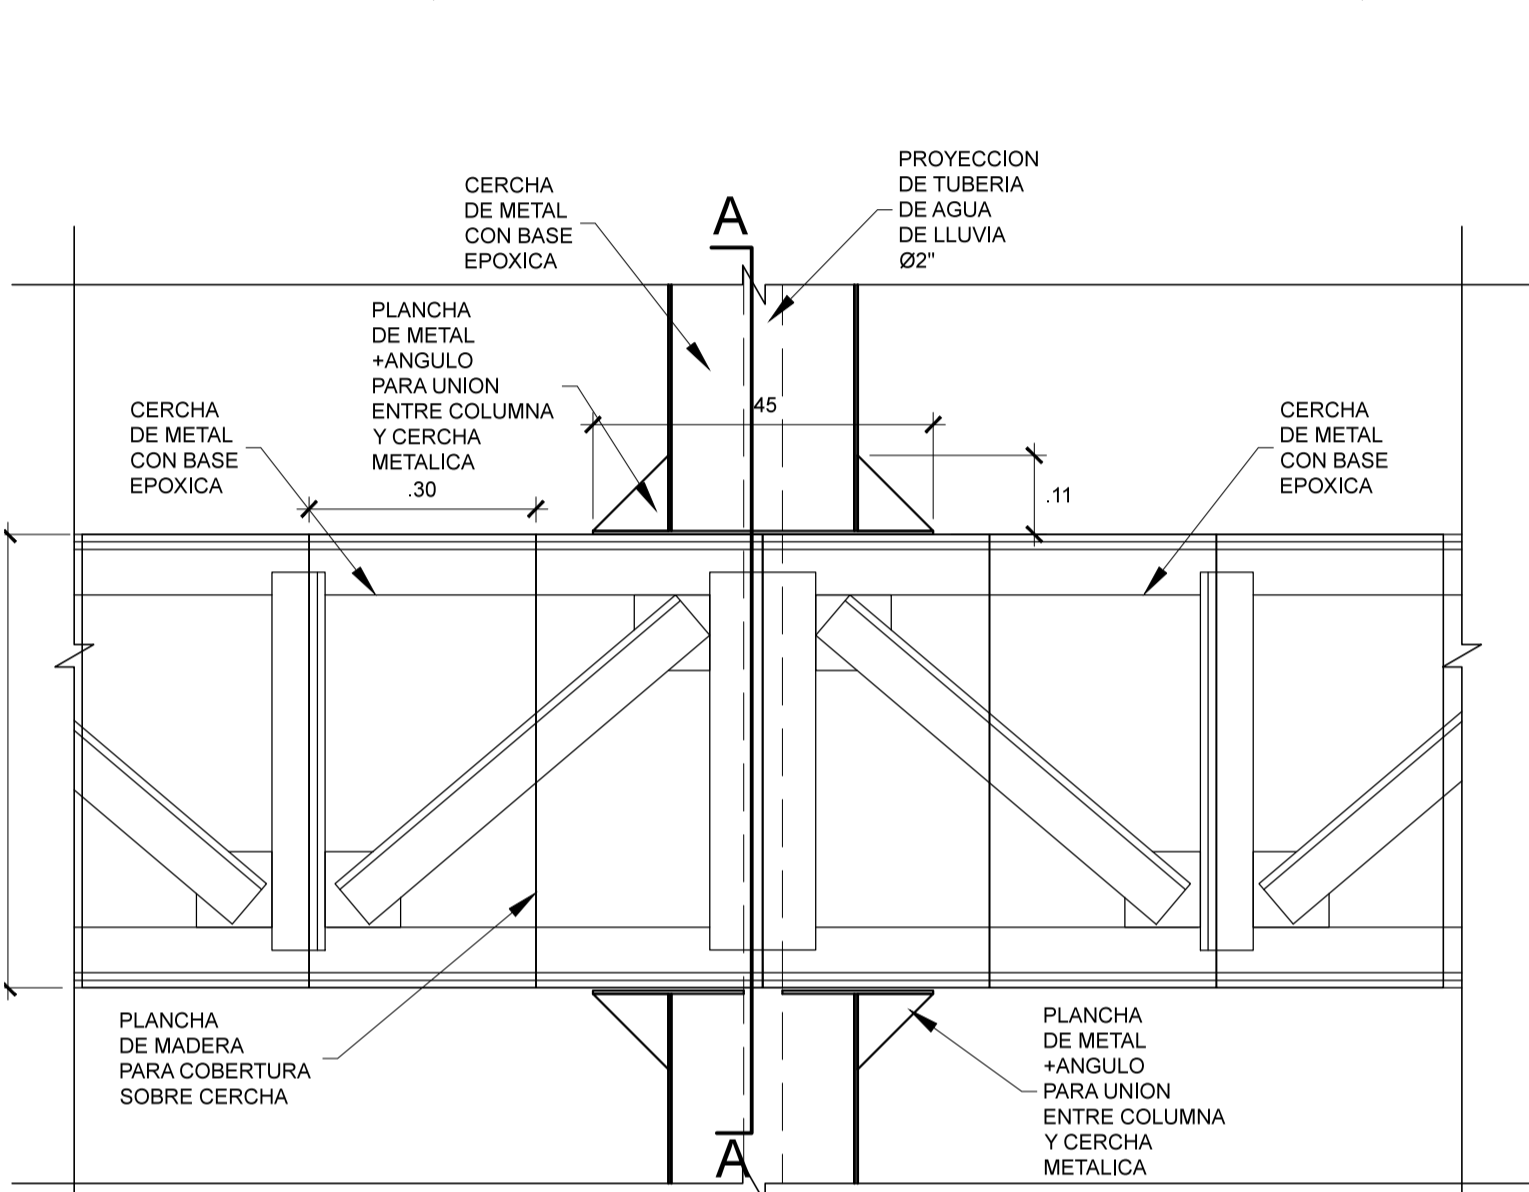 PROYECCION
DE TUBERIA
DE AGUA
DE LLUVIA
Ø2"
CERCHA
DE METAL
CON BASE
EPOXICA
A
PLANCHA
DE METAL
+ANGULO
PARA UNION
ENTRE COLUMNA
Y CERCHA
METALICA
45
CERCHA
DE METAL
CON BASE
EPOXICA
CERCHA
DE METAL
CON BASE
EPOXICA
.30
.11
PLANCHA
DE MADERA
PARA COBERTURA
SOBRE CERCHA
PLANCHA
DE METAL
+ANGULO
PARA UNION
ENTRE COLUMNA
Y CERCHA
METALICA
A